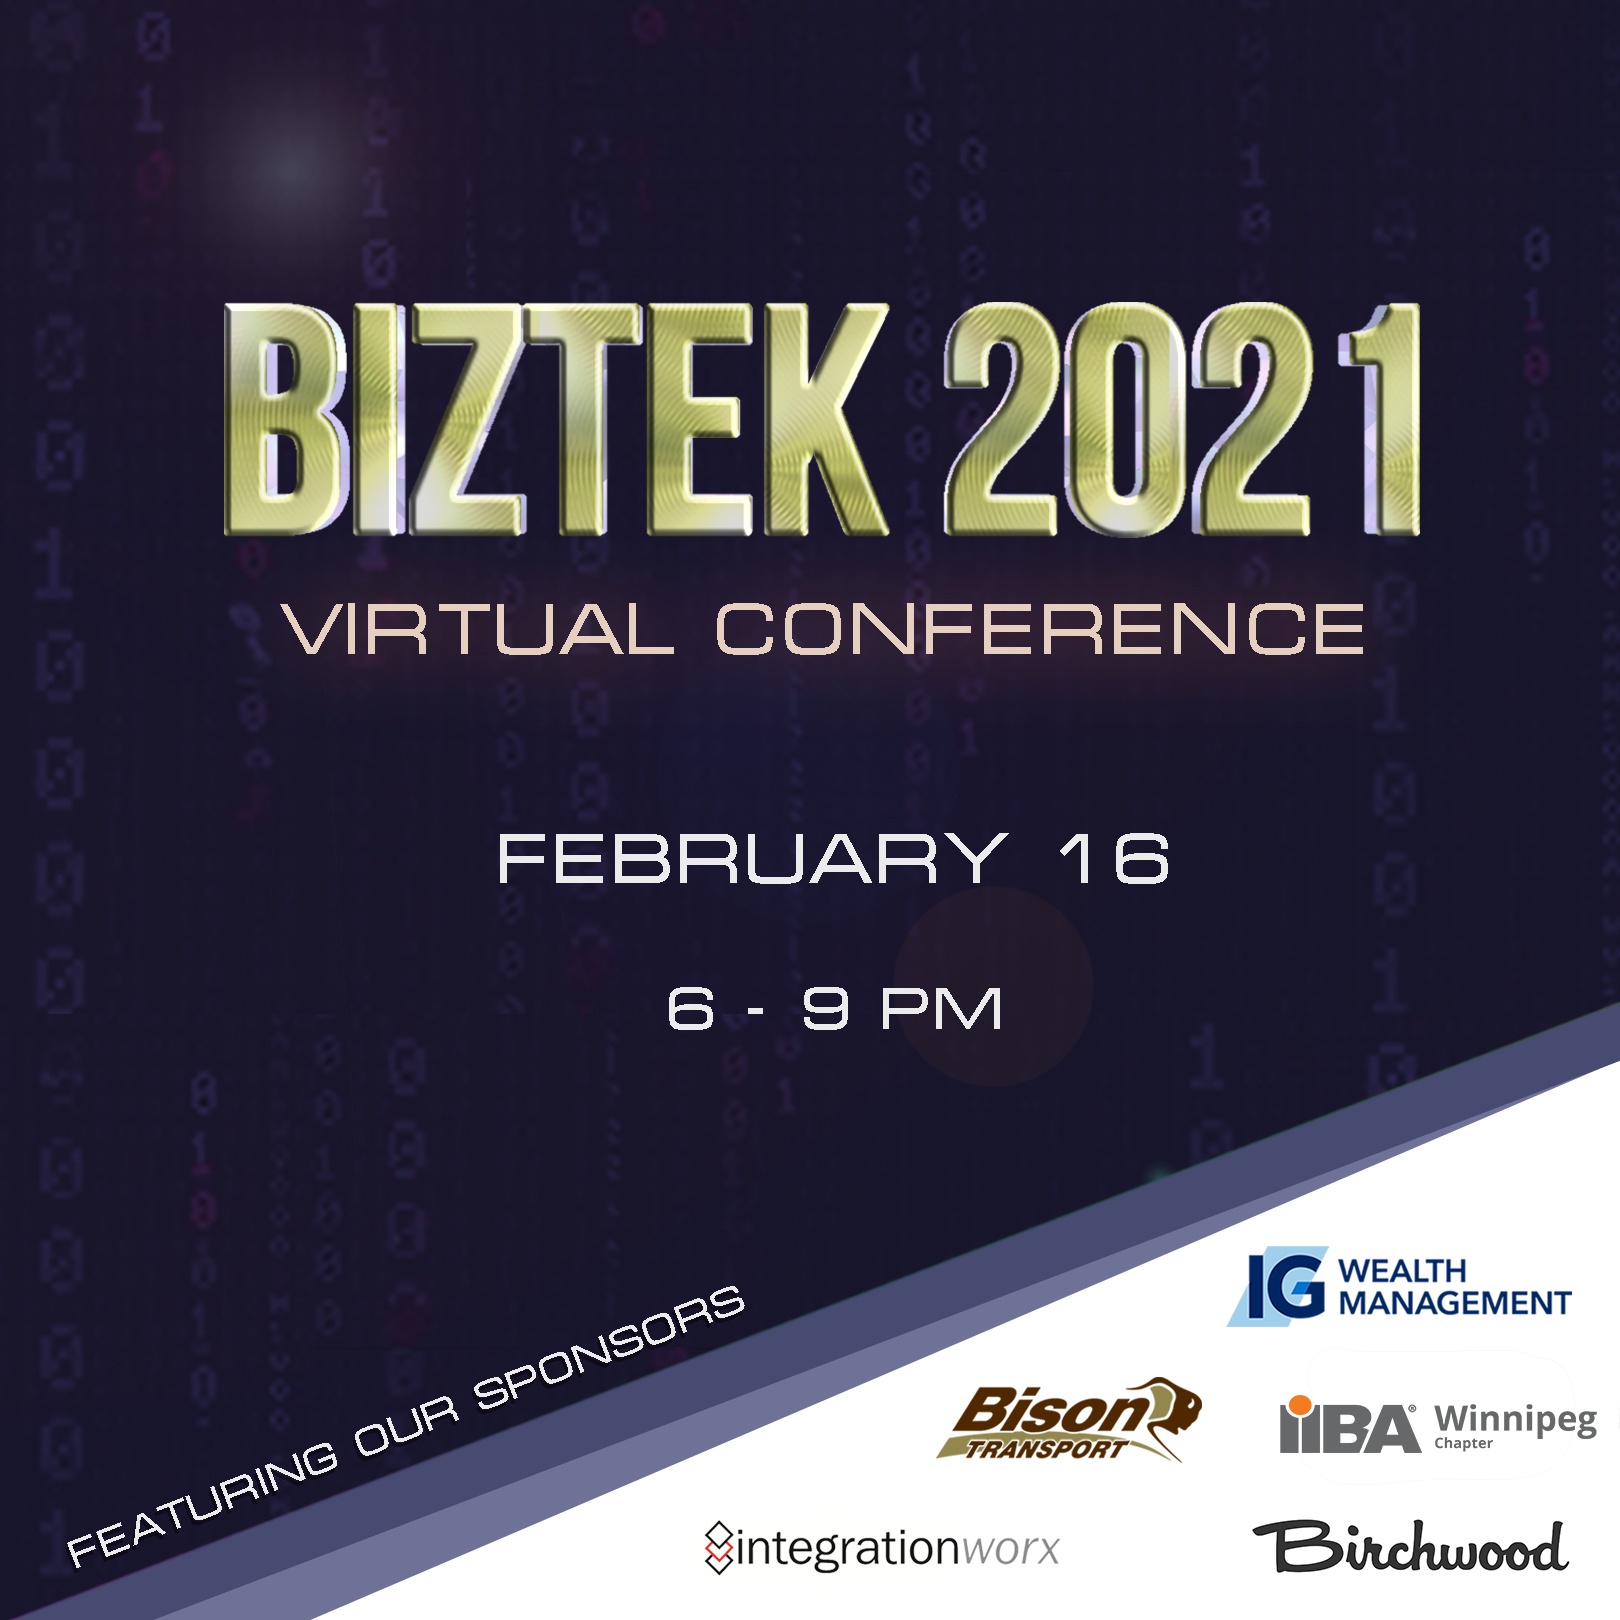 BIZTEK 2021
VIRTUAL CONFERENCE
FEBRUARY 16
6 - 9 PM
FEATURING OUR SPONSORS
IG WEALTH
MANAGEMENT
Bison
TRANSPORT
IIBA® Winnipeg
Chapter
integrationworx
Birchwood